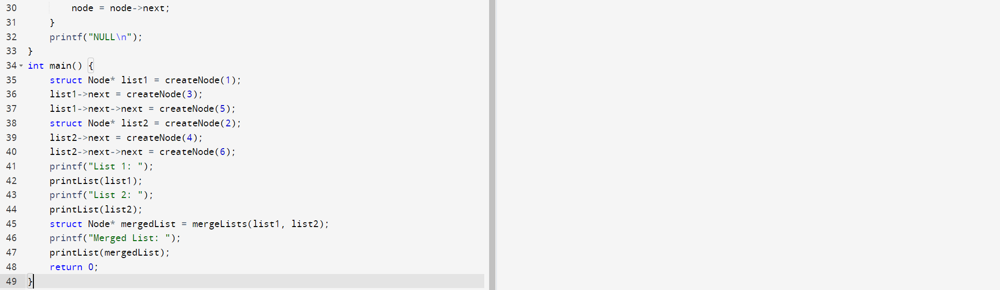 30         node = node->next;
31     }
32     printf("NULL\n");
33 }
34 int main() {
35     struct Node* list1 = createNode(1);
36     list1->next = createNode(3);
37     list1->next->next = createNode(5);
38     struct Node* list2 = createNode(2);
39     list2->next = createNode(4);
40     list2->next->next = createNode(6);
41     printf("List 1: ");
42     printList(list1);
43     printf("List 2: ");
44     printList(list2);
45     struct Node* mergedList = mergeLists(list1, list2);
46     printf("Merged List: ");
47     printList(mergedList);
48     return 0;
49 }